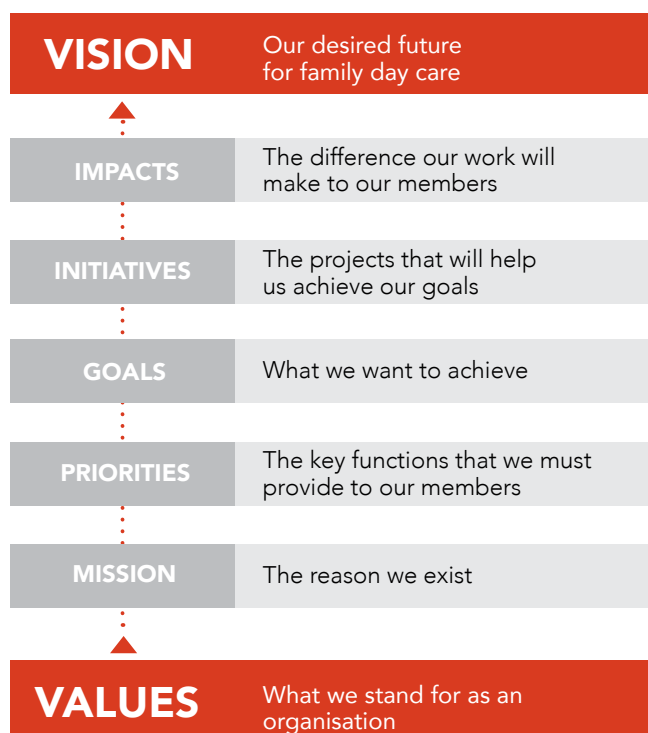 VISION
Our desired future
for family day care
IMPACTS
The difference our work will
make to our members
INITIATIVES
The projects that will help
us achieve our goals
GOALS
What we want to achieve
PRIORITIES
The key functions that we must
provide to our members
MISSION
The reason we exist
VALUES
What we stand for as an
organisation